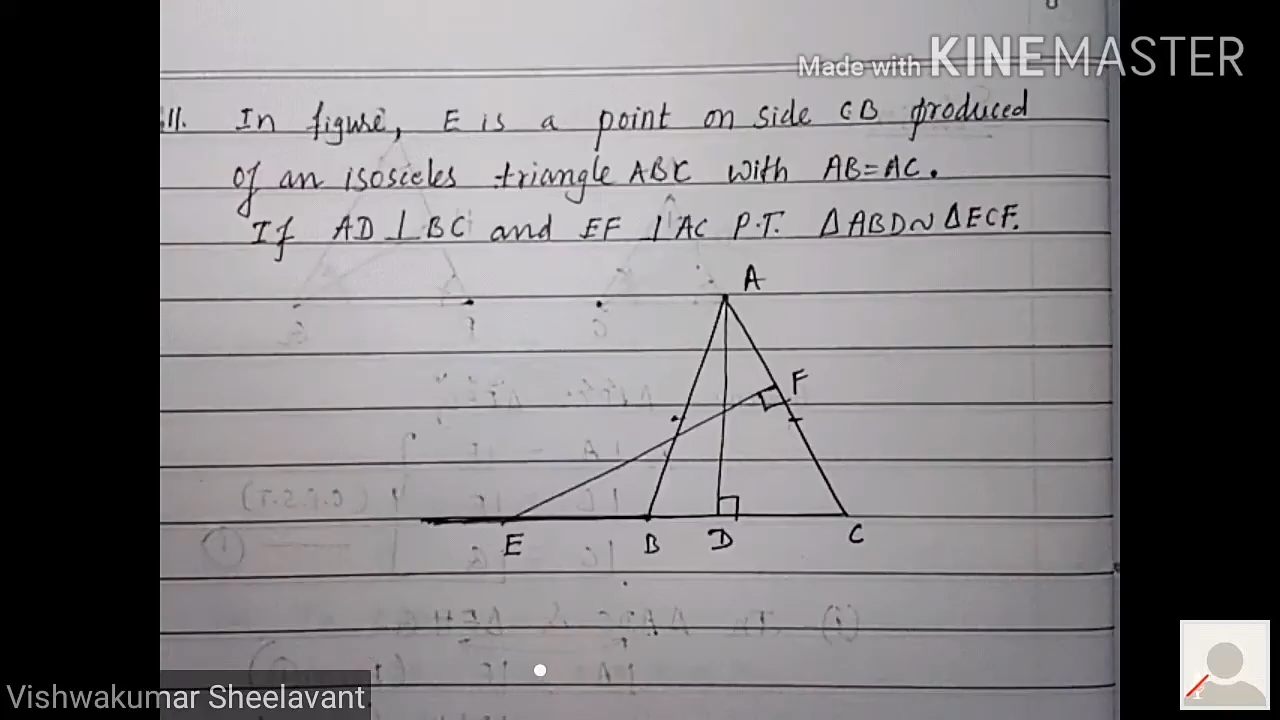 Made with KINEMASTER
11. In figure, E is a point on side CB produced
of an isosicles triangle ABC with AB=AC.
If AD ⊥ BC and EF ⊥ AC P.T. ΔABD ~ ΔECF.
A
F
E B D C
Vishwakumar Sheelavant